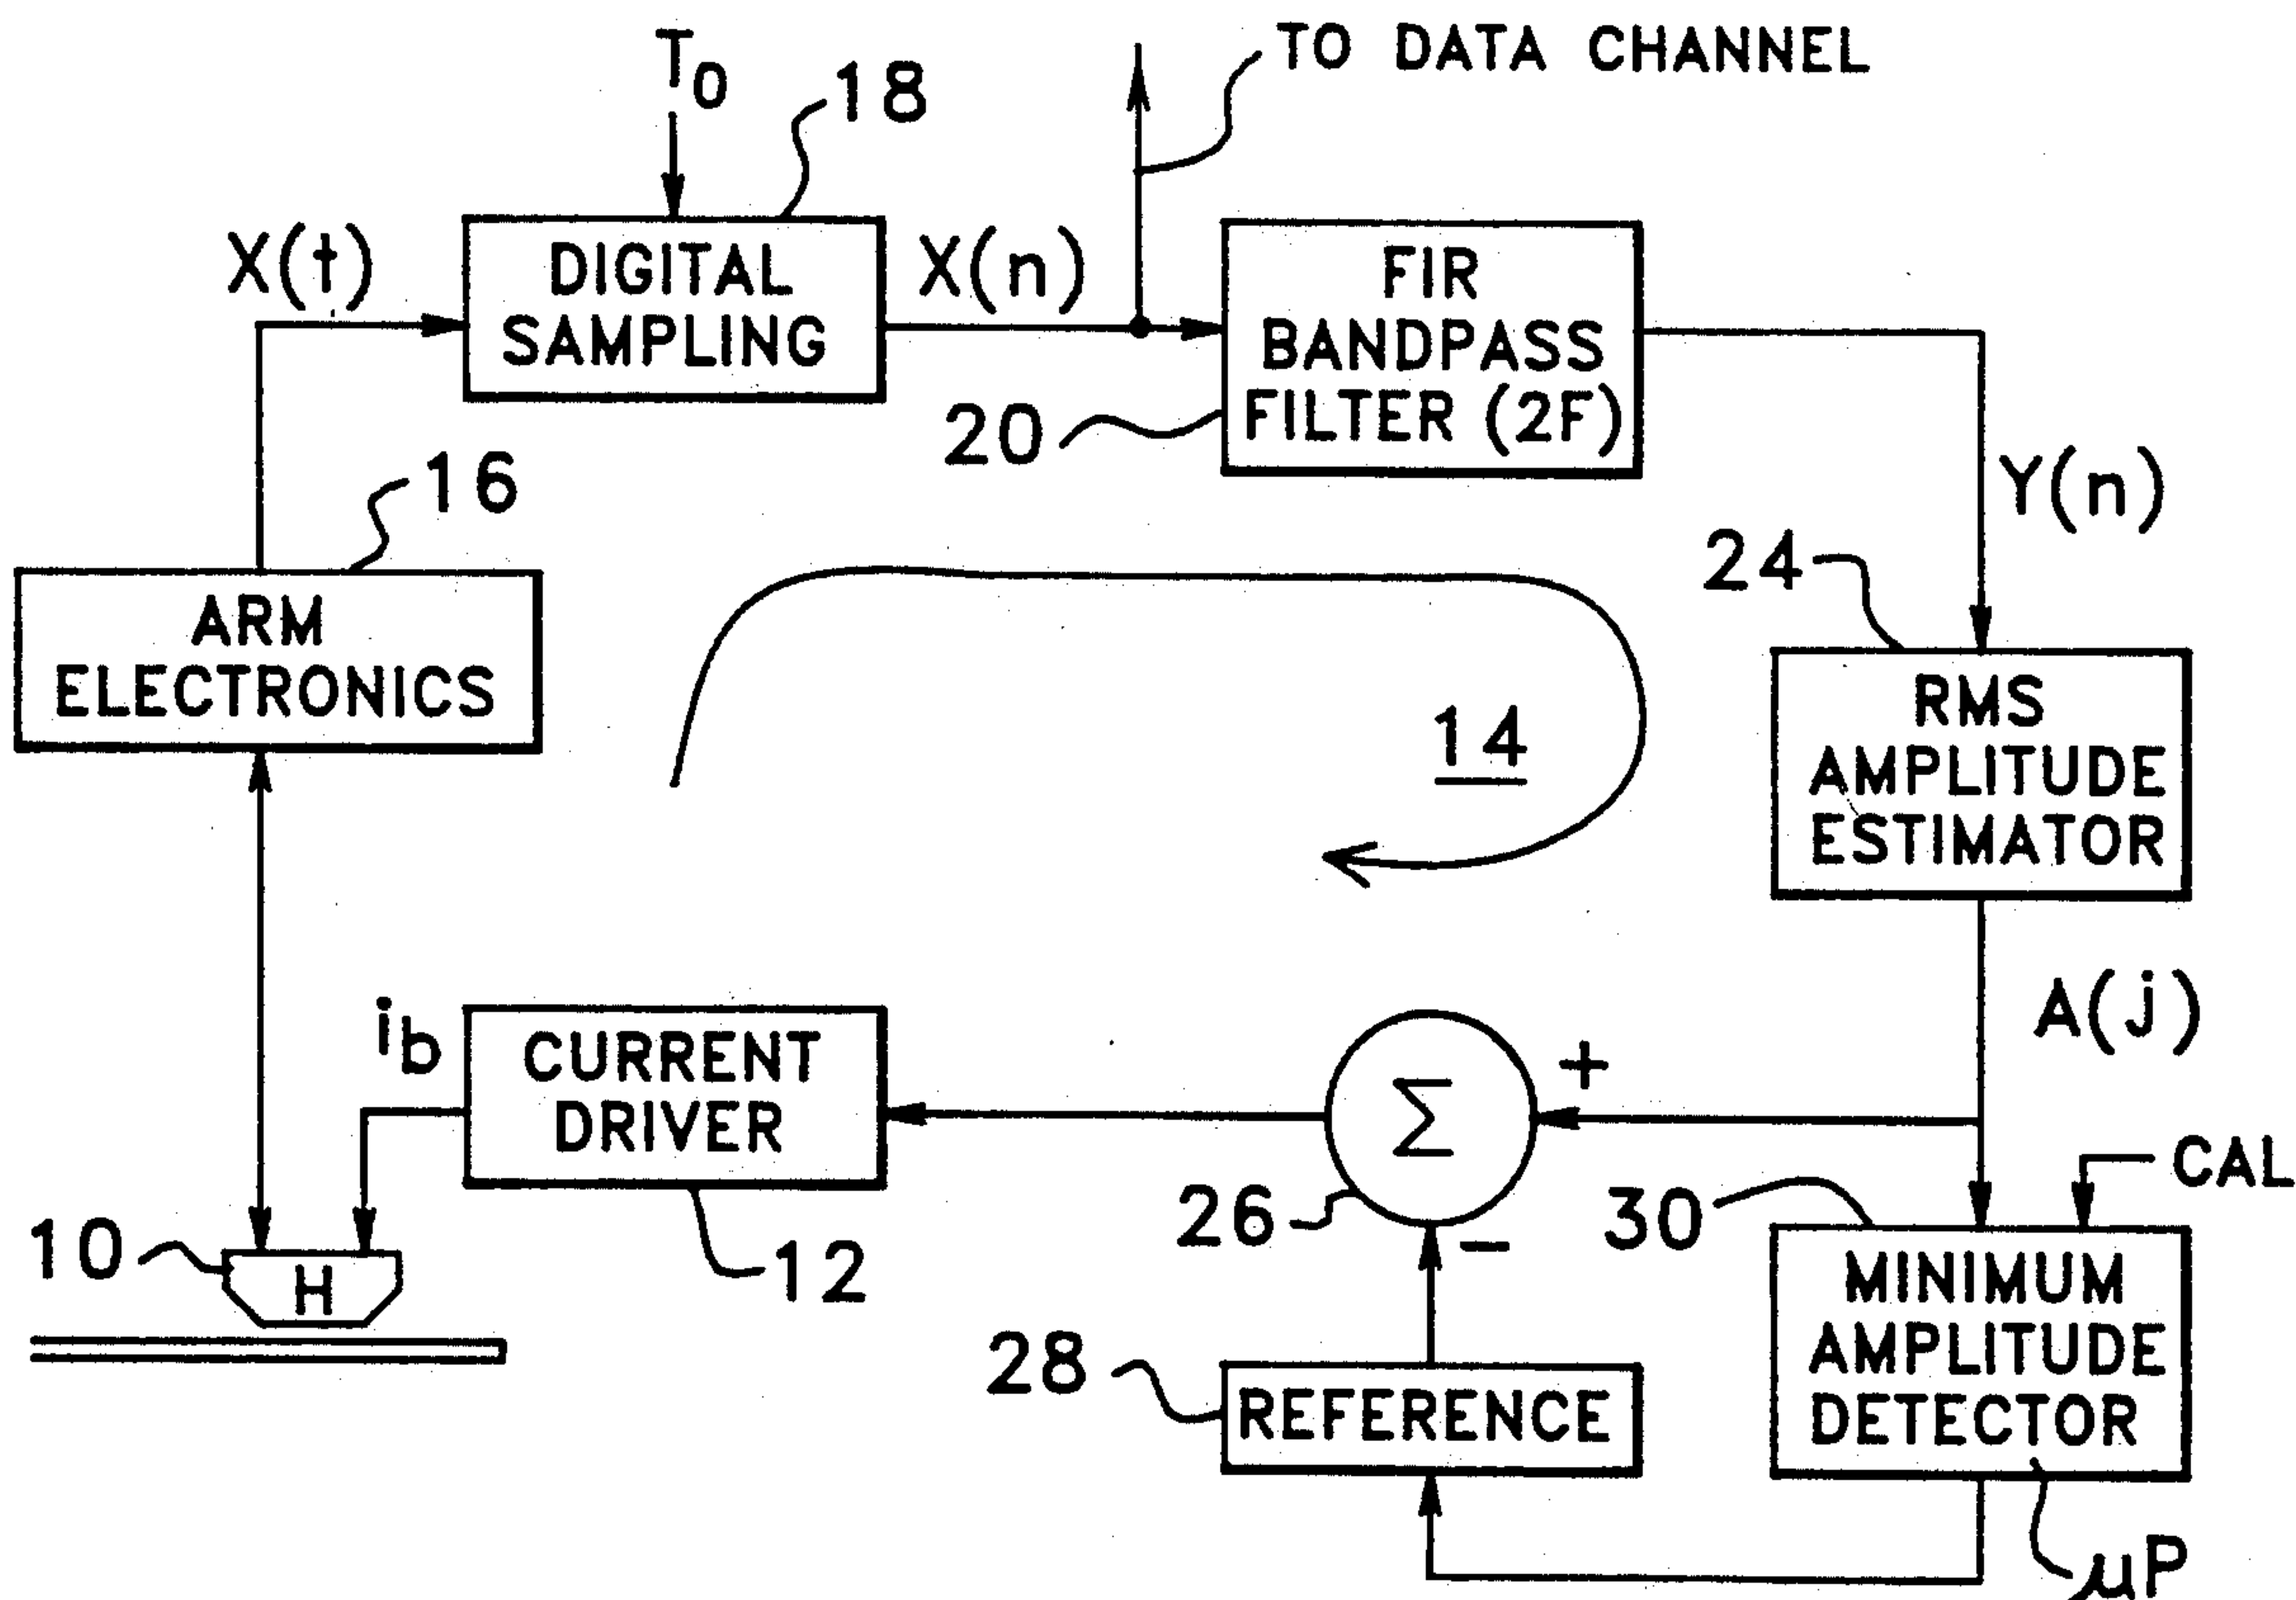 TO DATA CHANNEL
T0
18
X(t)
DIGITAL
SAMPLING
X(n)
FIR
BANDPASS
FILTER (2F)
20
Y(n)
16
24
ARM
ELECTRONICS
RMS
AMPLITUDE
ESTIMATOR
14
A(j)
ib
CURRENT
DRIVER
Σ
+
−
CAL
26
30
10
H
12
MINIMUM
AMPLITUDE
DETECTOR
28
REFERENCE
μP